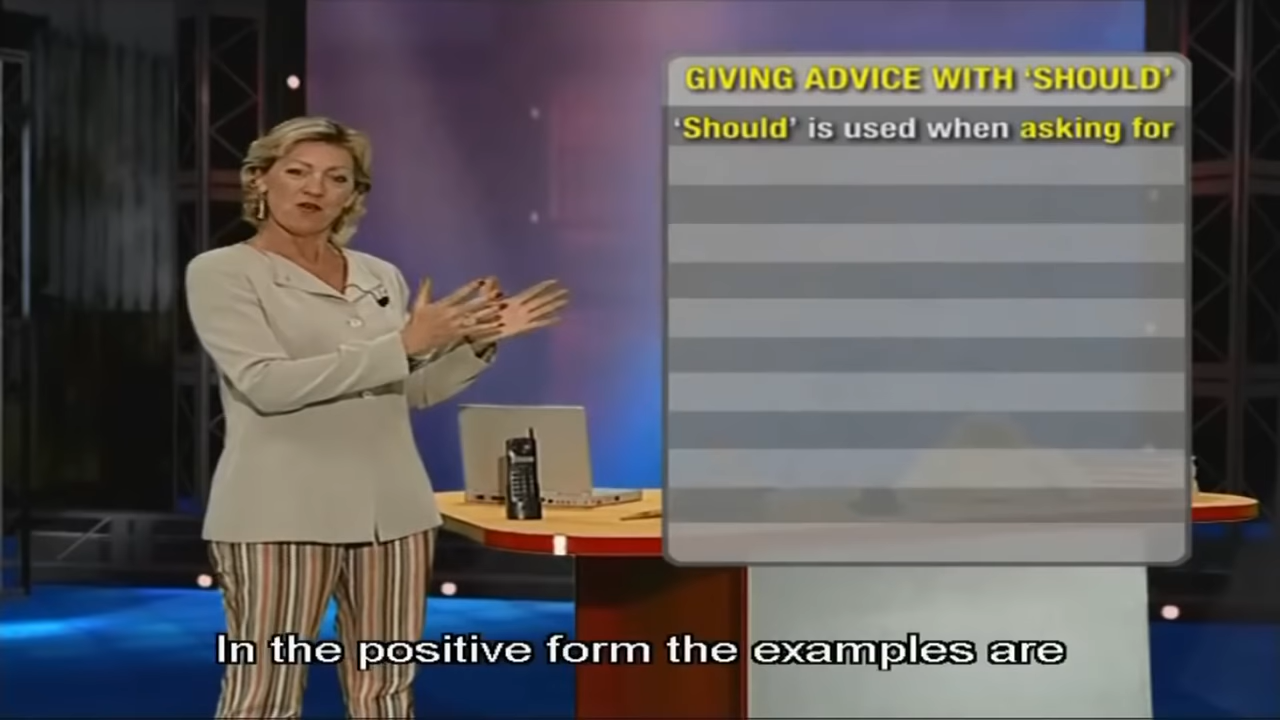 GIVING ADVICE WITH ‘SHOULD’
‘Should’ is used when asking for
In the positive form the examples are